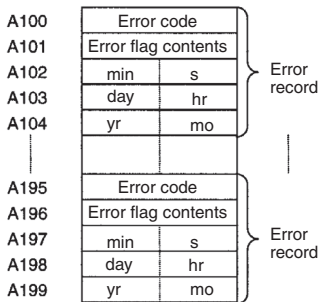 A100 Error code
A101 Error flag contents
A102 min s
A103 day hr
A104 yr mo
Error
record
A195 Error code
A196 Error flag contents
A197 min s
A198 day hr
A199 yr mo
Error
record